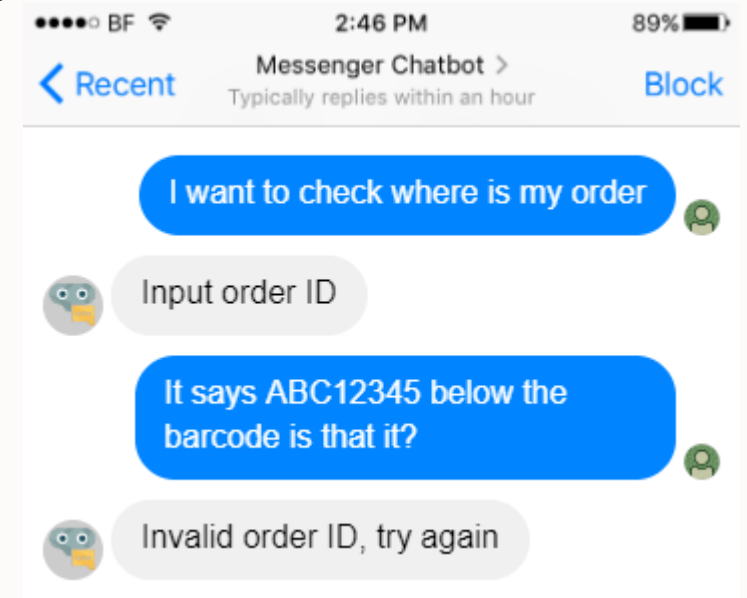 BF 2:46 PM 89%
Recent Messenger Chatbot > Block
Typically replies within an hour
I want to check where is my order
Input order ID
It says ABC12345 below the
barcode is that it?
Invalid order ID, try again